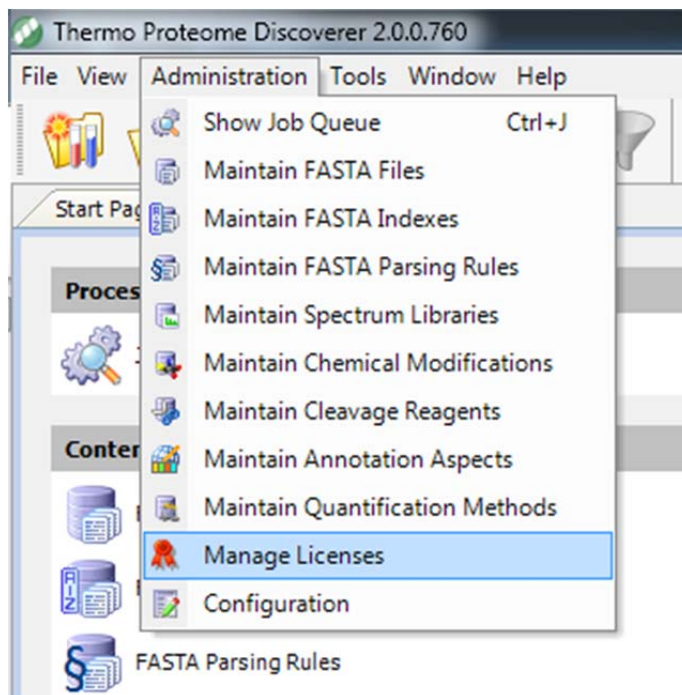 Thermo Proteome Discoverer 2.0.0.760
File View Administration Tools Window Help
Show Job Queue Ctrl+J
Maintain FASTA Files
Start Pag
Maintain FASTA Indexes
Maintain FASTA Parsing Rules
Proces
Maintain Spectrum Libraries
Maintain Chemical Modifications
Maintain Cleavage Reagents
Conter
Maintain Annotation Aspects
Maintain Quantification Methods
Manage Licenses
Configuration
FASTA Parsing Rules